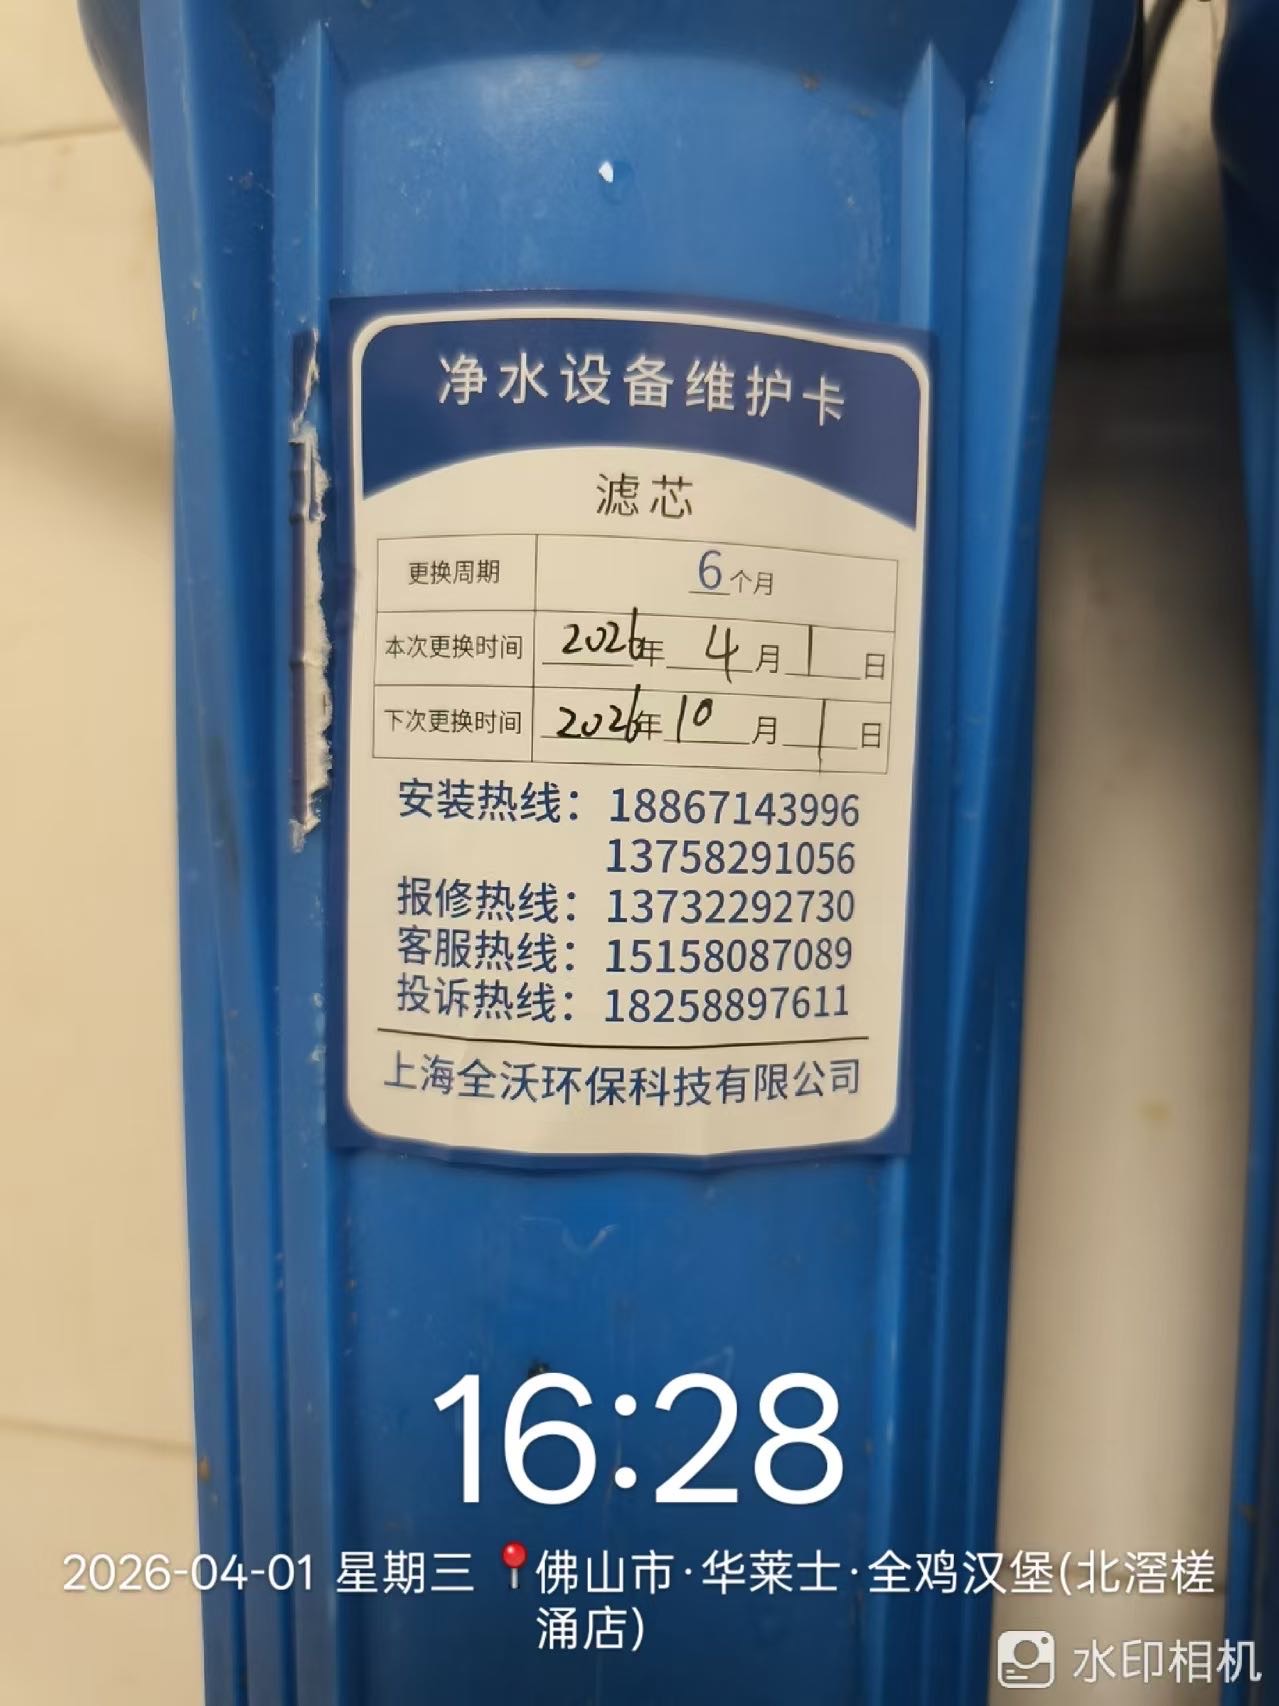 净水设备维护卡
滤芯
更换周期 6个月
本次更换时间 2026年4月1日
下次更换时间 2026年10月1日
安装热线：18867143996
13758291056
报修热线：13732292730
客服热线：15158087089
投诉热线：18258897611
上海全沃环保科技有限公司
16:28
2026-04-01 星期三 📍佛山市·华莱士·全鸡汉堡(北滘槎
涌店)
水印相机